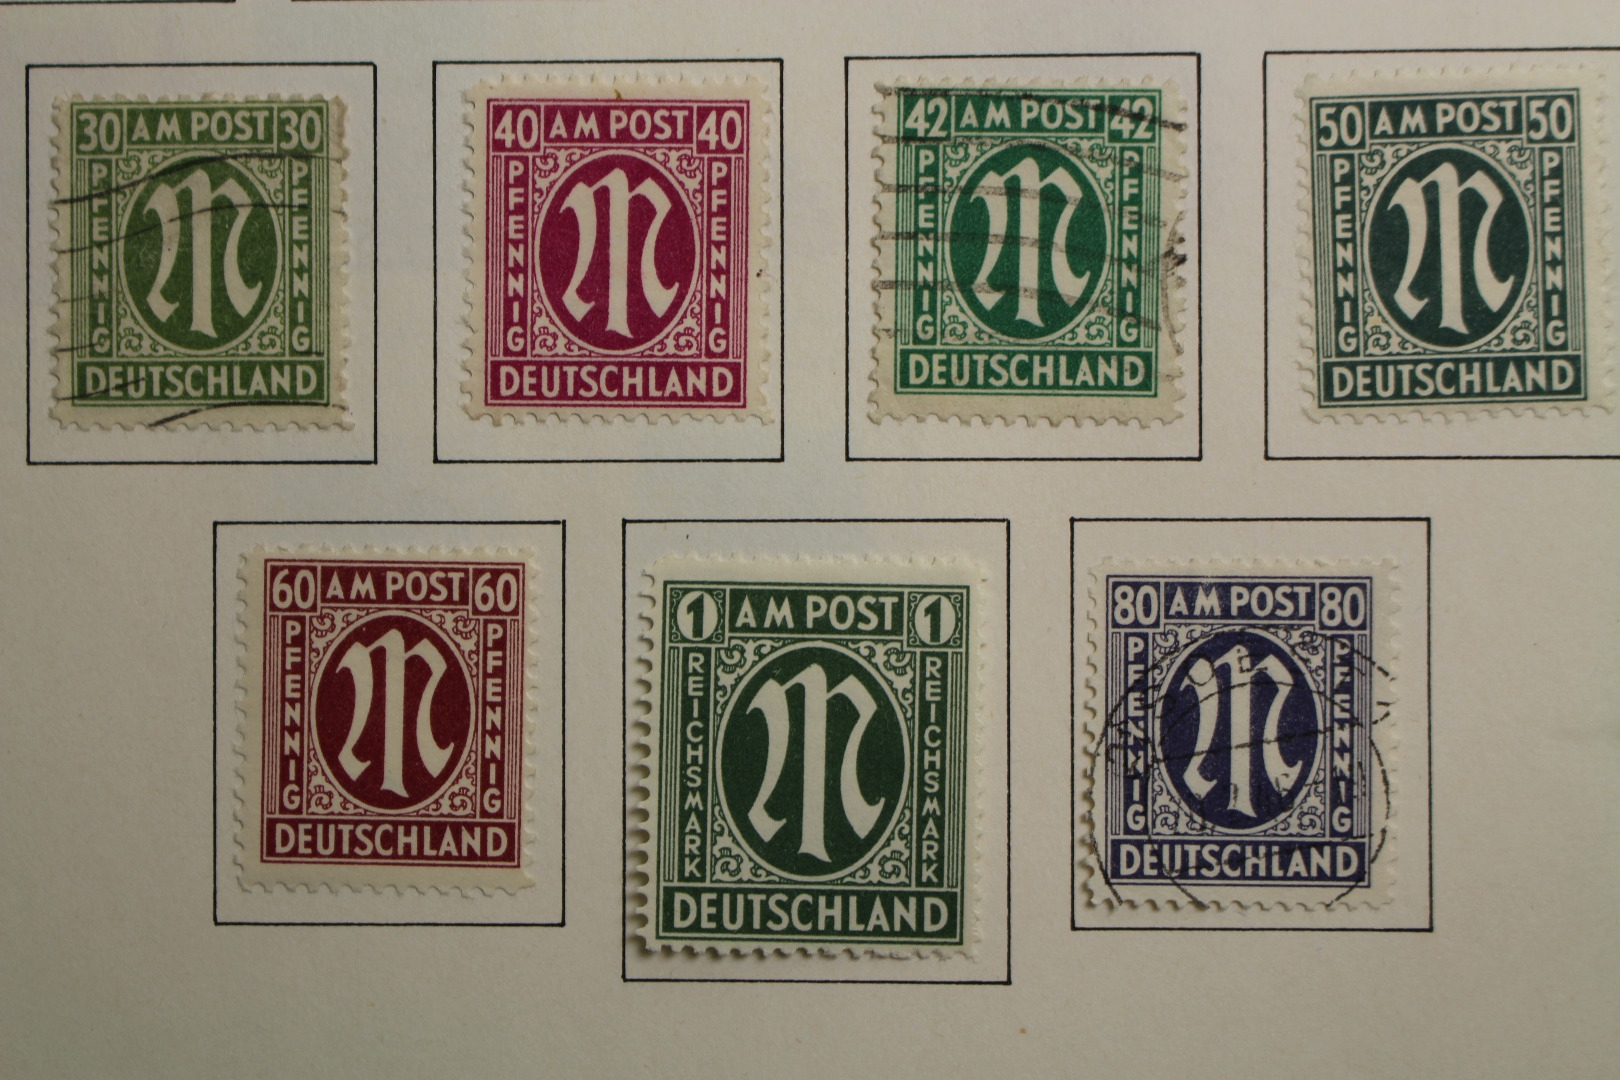 30 AM POST 30
PFENNIG
M
PFENNIG
DEUTSCHLAND
40 AM POST 40
PFENNIG
M
PFENNIG
DEUTSCHLAND
42 AM POST 42
PFENNIG
M
PFENNIG
DEUTSCHLAND
50 AM POST 50
PFENNIG
M
PFENNIG
DEUTSCHLAND
60 AM POST 60
PFENNIG
M
PFENNIG
DEUTSCHLAND
1 AM POST 1
REICHSMARK
M
REICHSMARK
DEUTSCHLAND
80 AM POST 80
PFENNIG
M
PFENNIG
DEUTSCHLAND